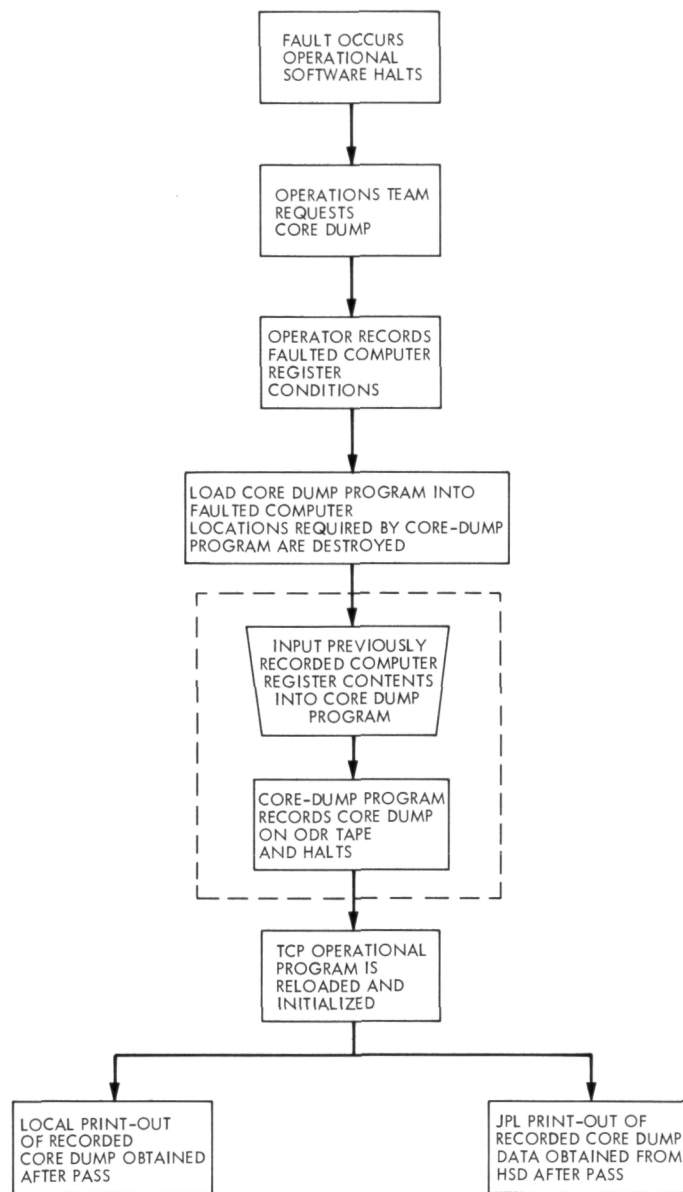 FAULT OCCURS
OPERATIONAL
SOFTWARE HALTS
OPERATIONS TEAM
REQUESTS
CORE DUMP
OPERATOR RECORDS
FAULTED COMPUTER
REGISTER
CONDITIONS
LOAD CORE DUMP PROGRAM INTO
FAULTED COMPUTER
LOCATIONS REQUIRED BY CORE-DUMP
PROGRAM ARE DESTROYED
INPUT PREVIOUSLY
RECORDED COMPUTER
REGISTER CONTENTS
INTO CORE DUMP
PROGRAM
CORE-DUMP PROGRAM
RECORDS CORE DUMP
ON ODR TAPE
AND HALTS
TCP OPERATIONAL
PROGRAM IS
RELOADED AND
INITIALIZED
LOCAL PRINT-OUT
OF RECORDED
CORE DUMP OBTAINED
AFTER PASS
JPL PRINT-OUT OF
RECORDED CORE DUMP
DATA OBTAINED FROM
HSD AFTER PASS